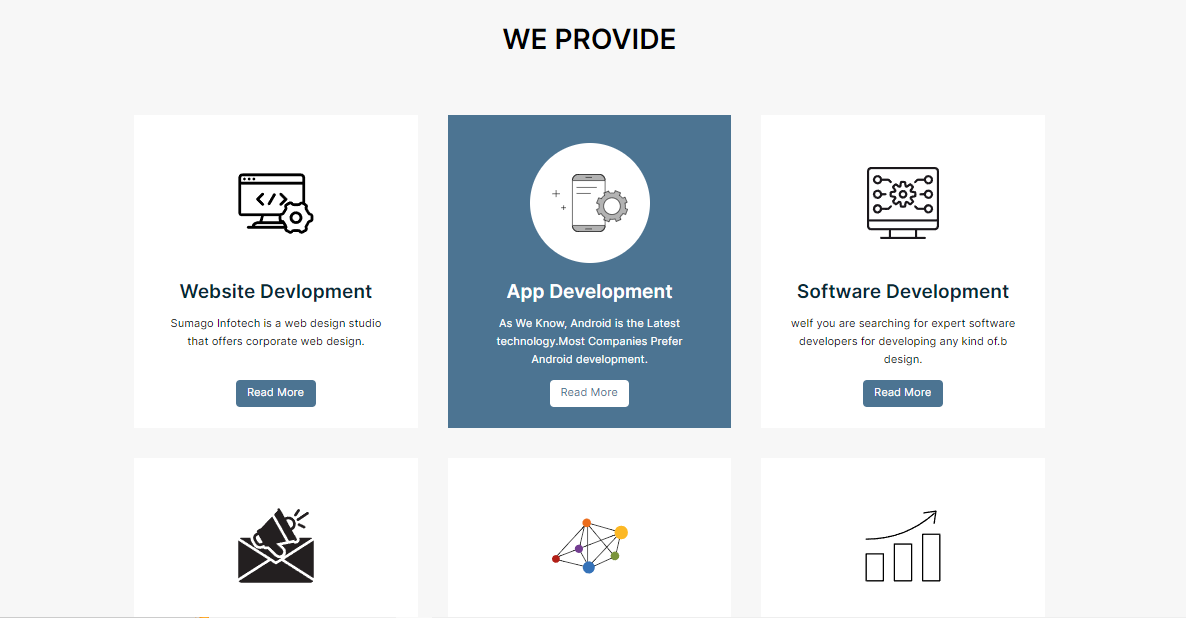 WE PROVIDE
Website Devlopment
Sumago Infotech is a web design studio
that offers corporate web design.
Read More
App Development
As We Know, Android is the Latest
technology.Most Companies Prefer
Android development.
Read More
Software Development
welf you are searching for expert software
developers for developing any kind of.b
design.
Read More